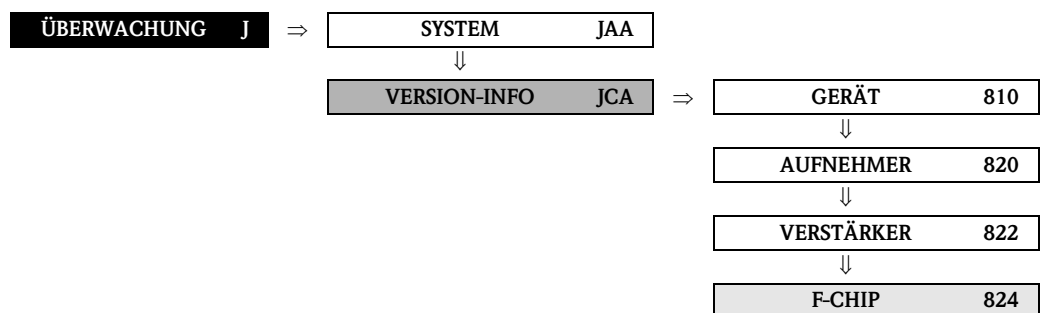 ÜBERWACHUNG J ⇒ SYSTEM JAA
⇓
VERSION-INFO JCA ⇒ GERÄT 810
⇓
AUFNEHMER 820
⇓
VERSTÄRKER 822
⇓
F-CHIP 824